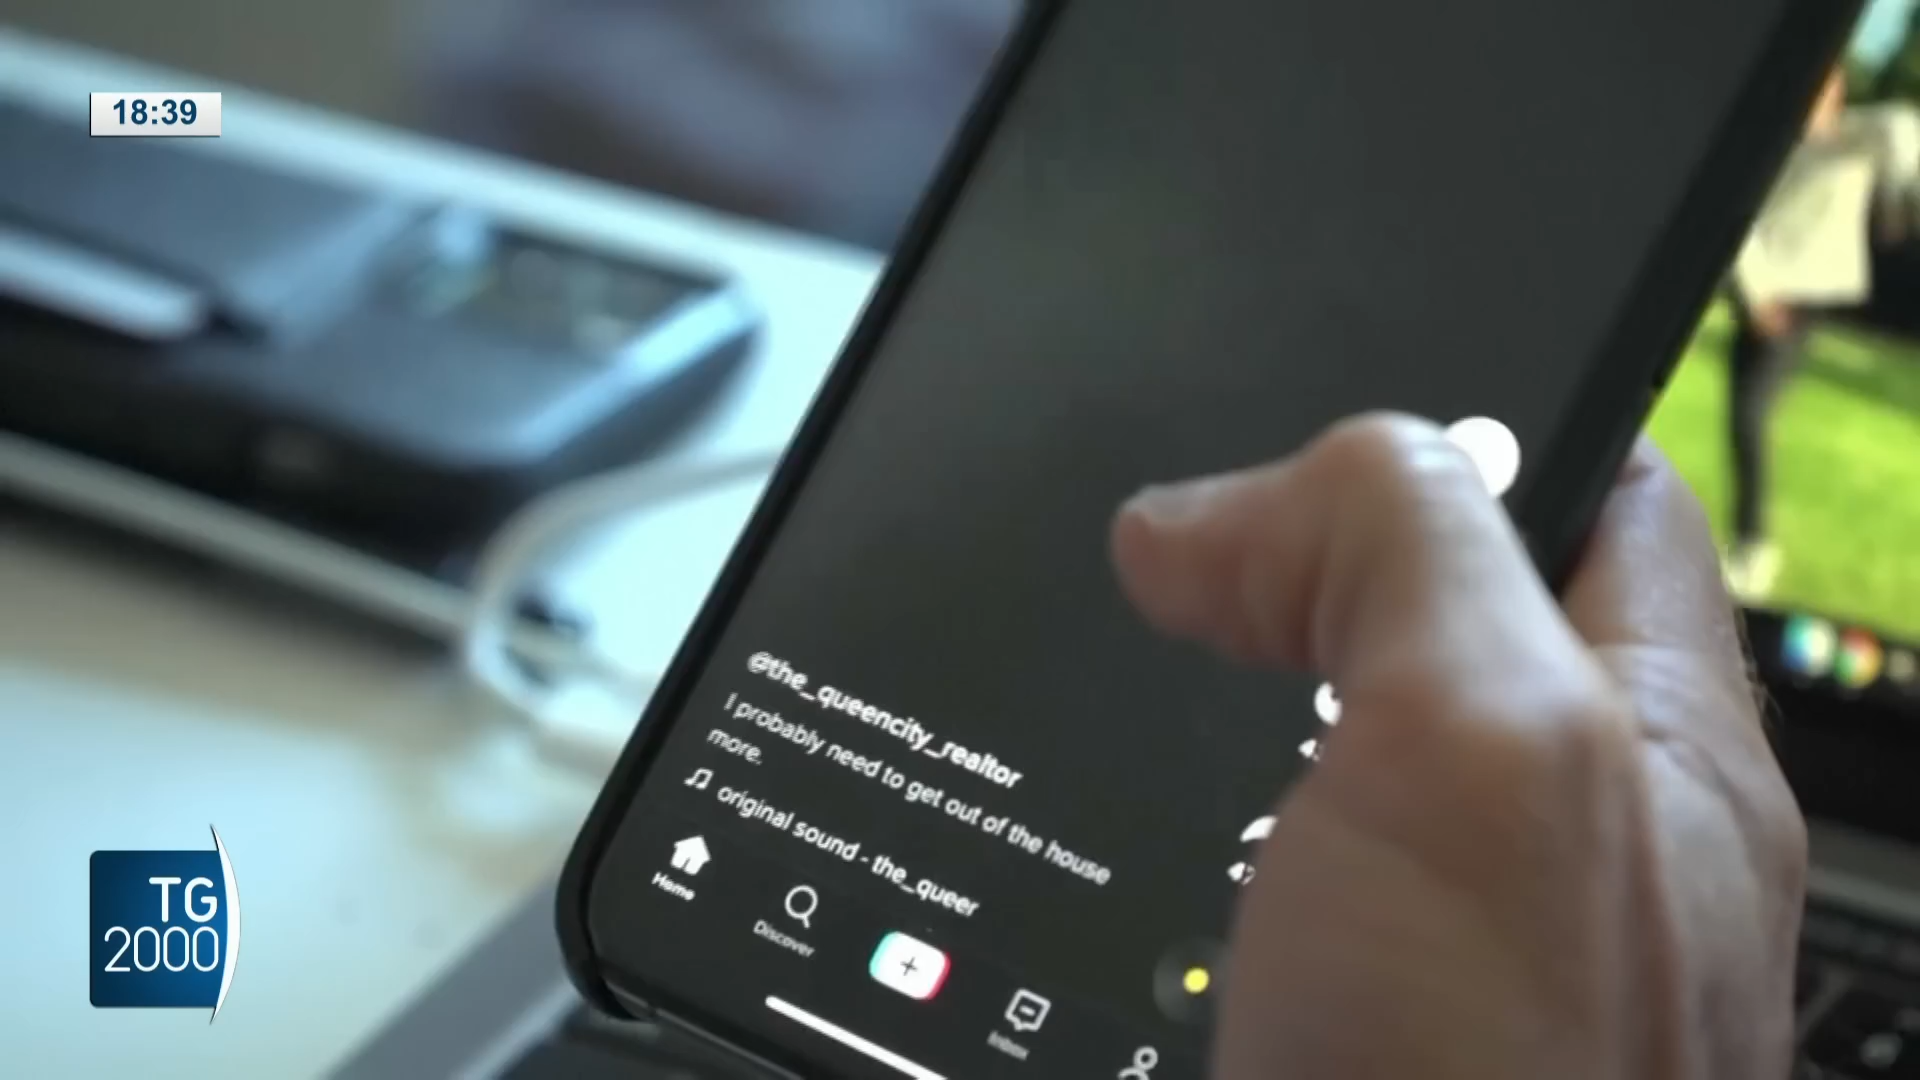 18:39
@the_queencity_realtor
I probably need to get out of the house
more.
original sound - the_queer
Home
Discover
Inbox
TG
2000